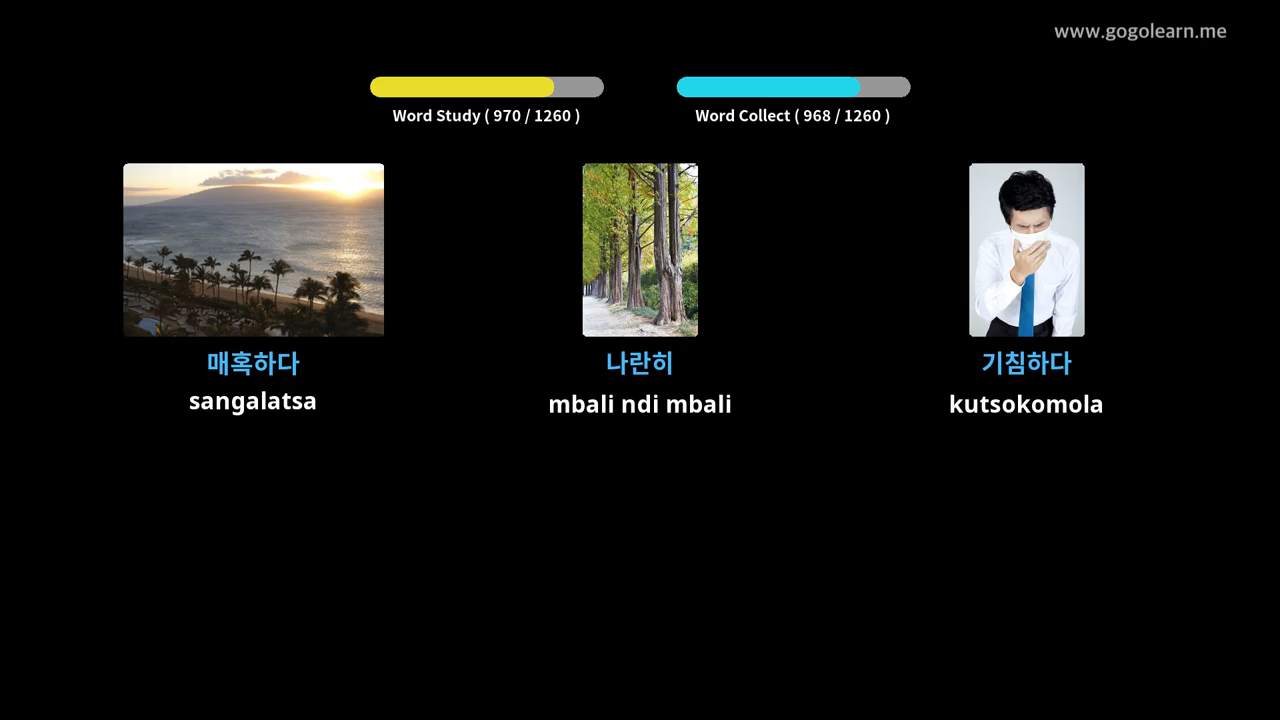 www.gogolearn.me
Word Study ( 970 / 1260 )
Word Collect ( 968 / 1260 )
매혹하다
sangalatsa
나란히
mbali ndi mbali
기침하다
kutsokomola